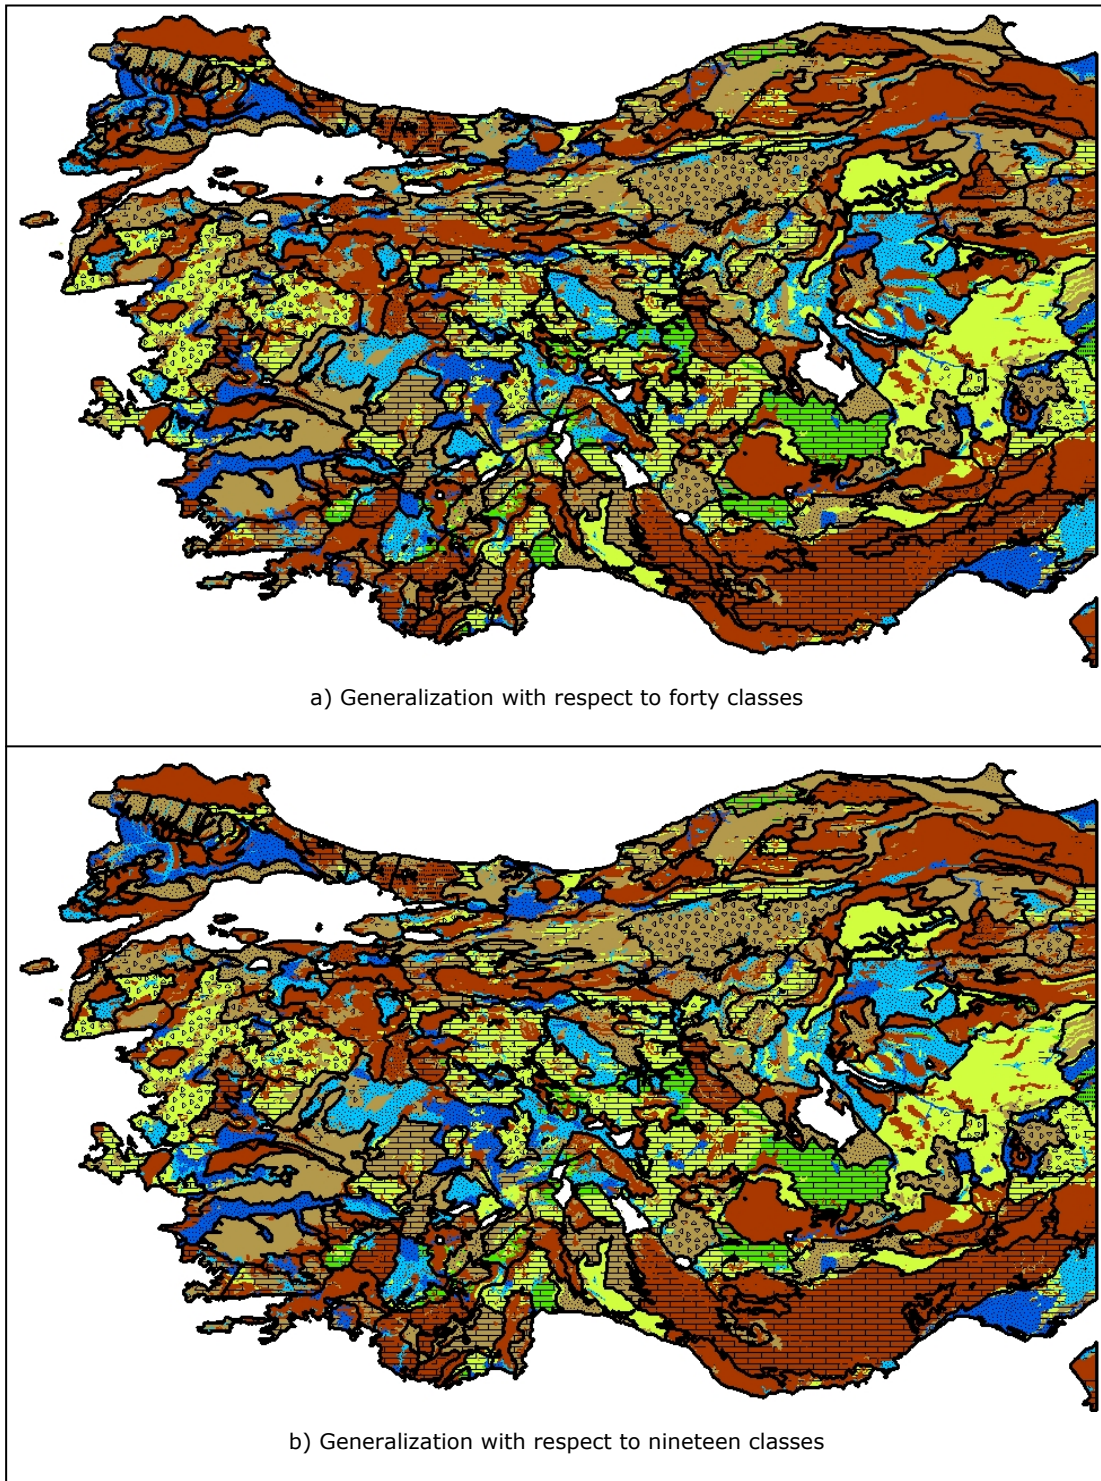 a) Generalization with respect to forty classes
b) Generalization with respect to nineteen classes